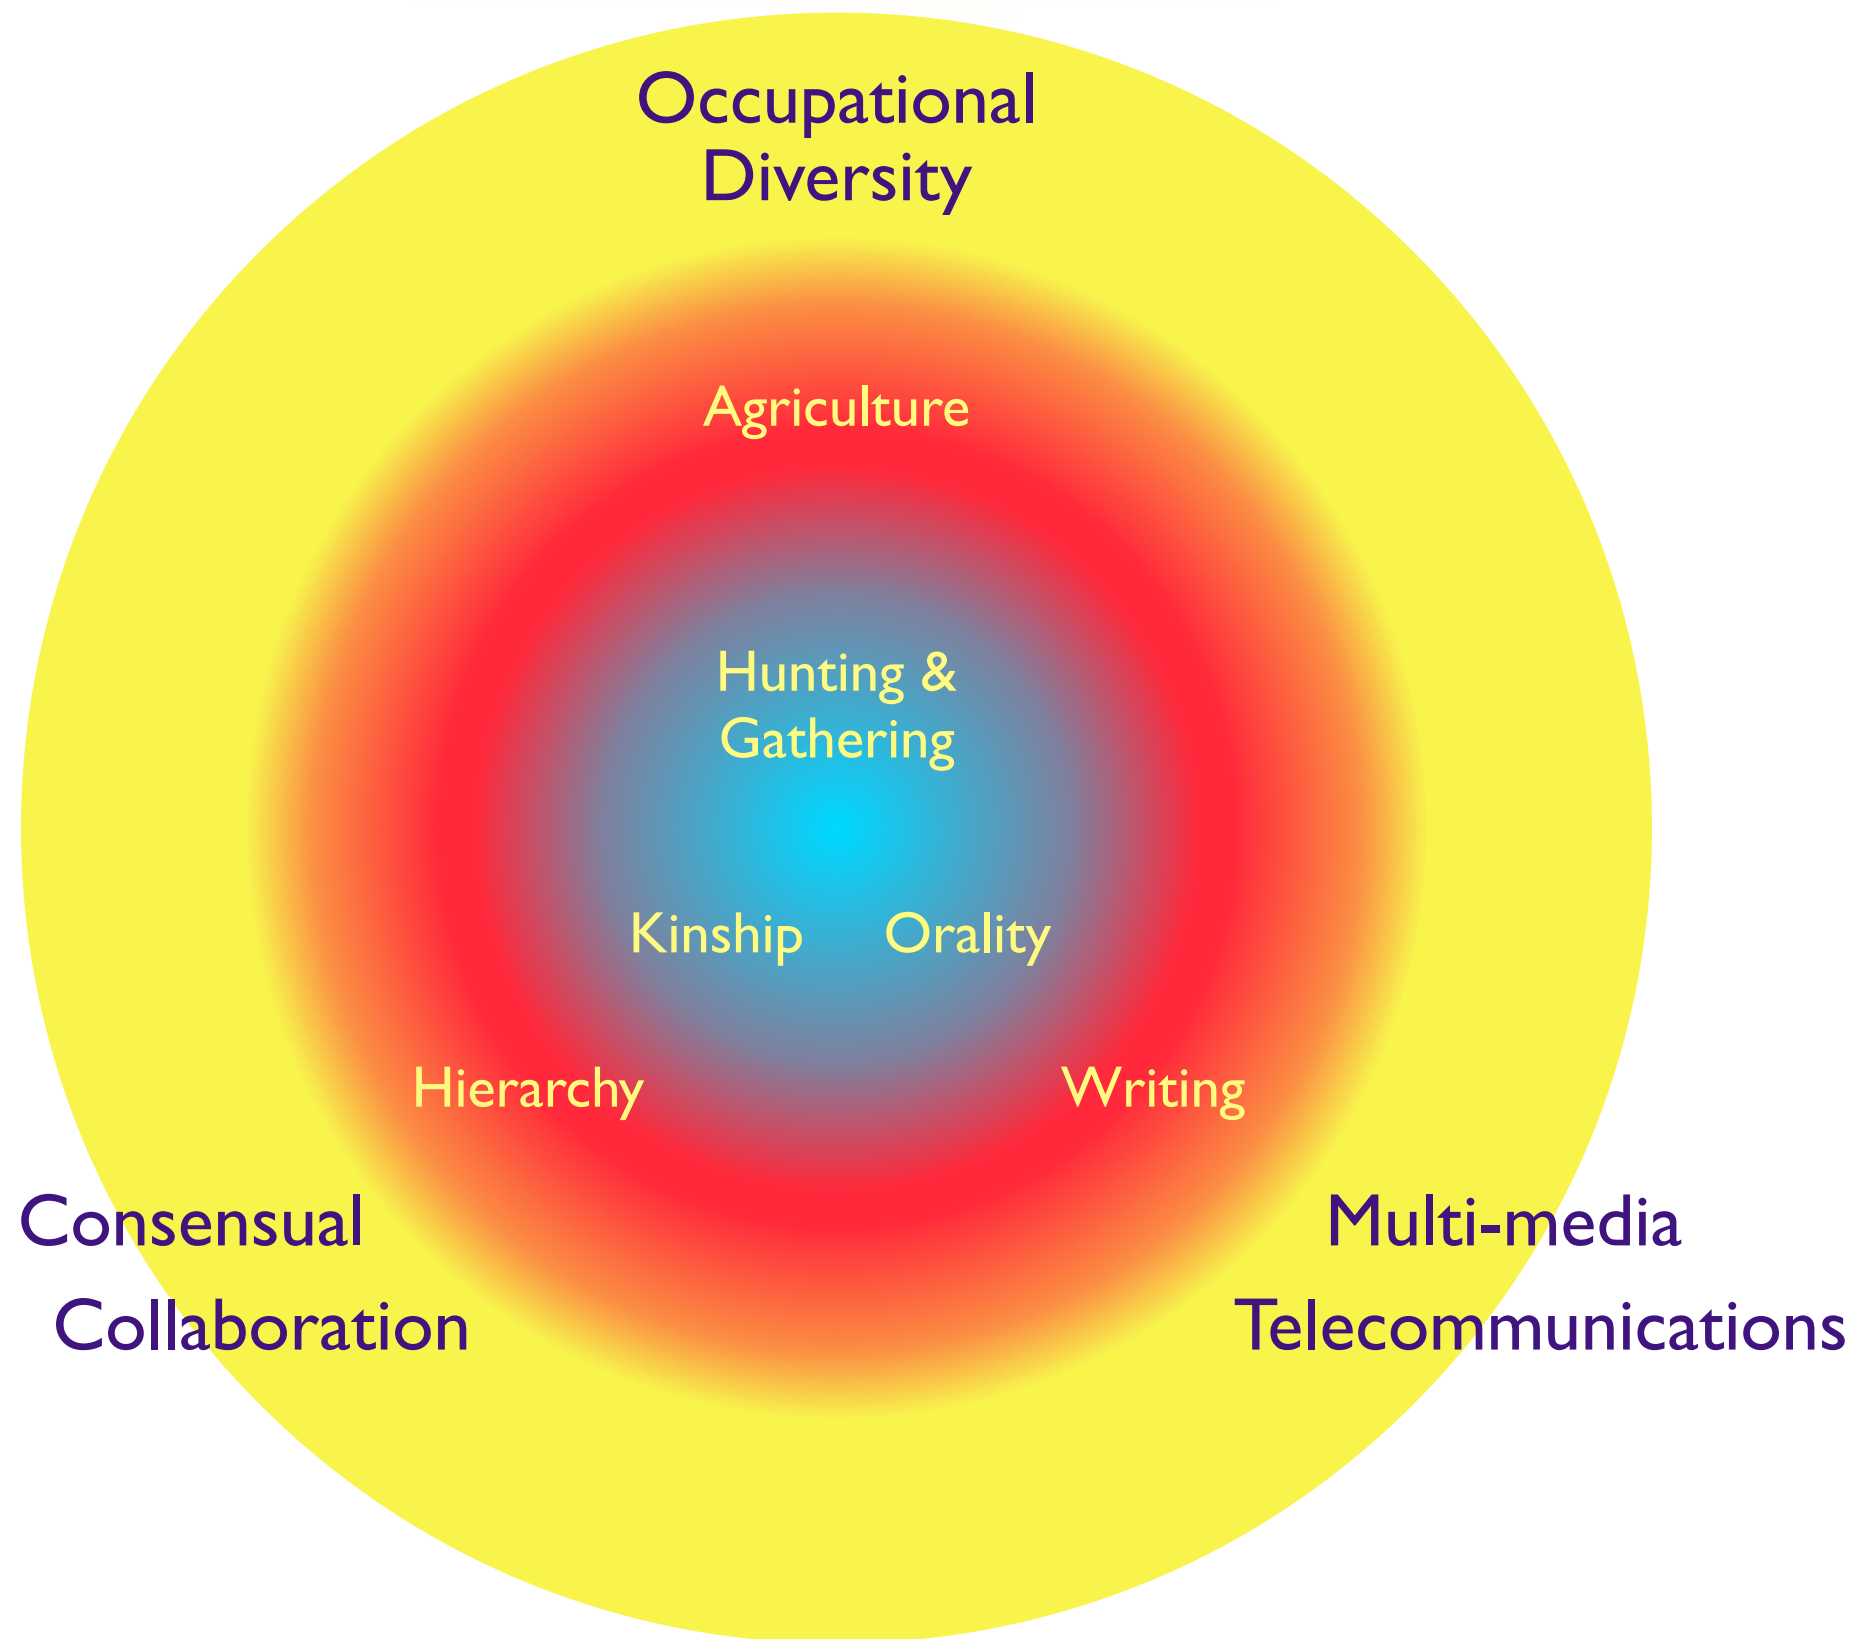 Occupational
Diversity
Agriculture
Hunting &
Gathering
Kinship
Orality
Hierarchy
Writing
Consensual
Collaboration
Multi-media
Telecommunications